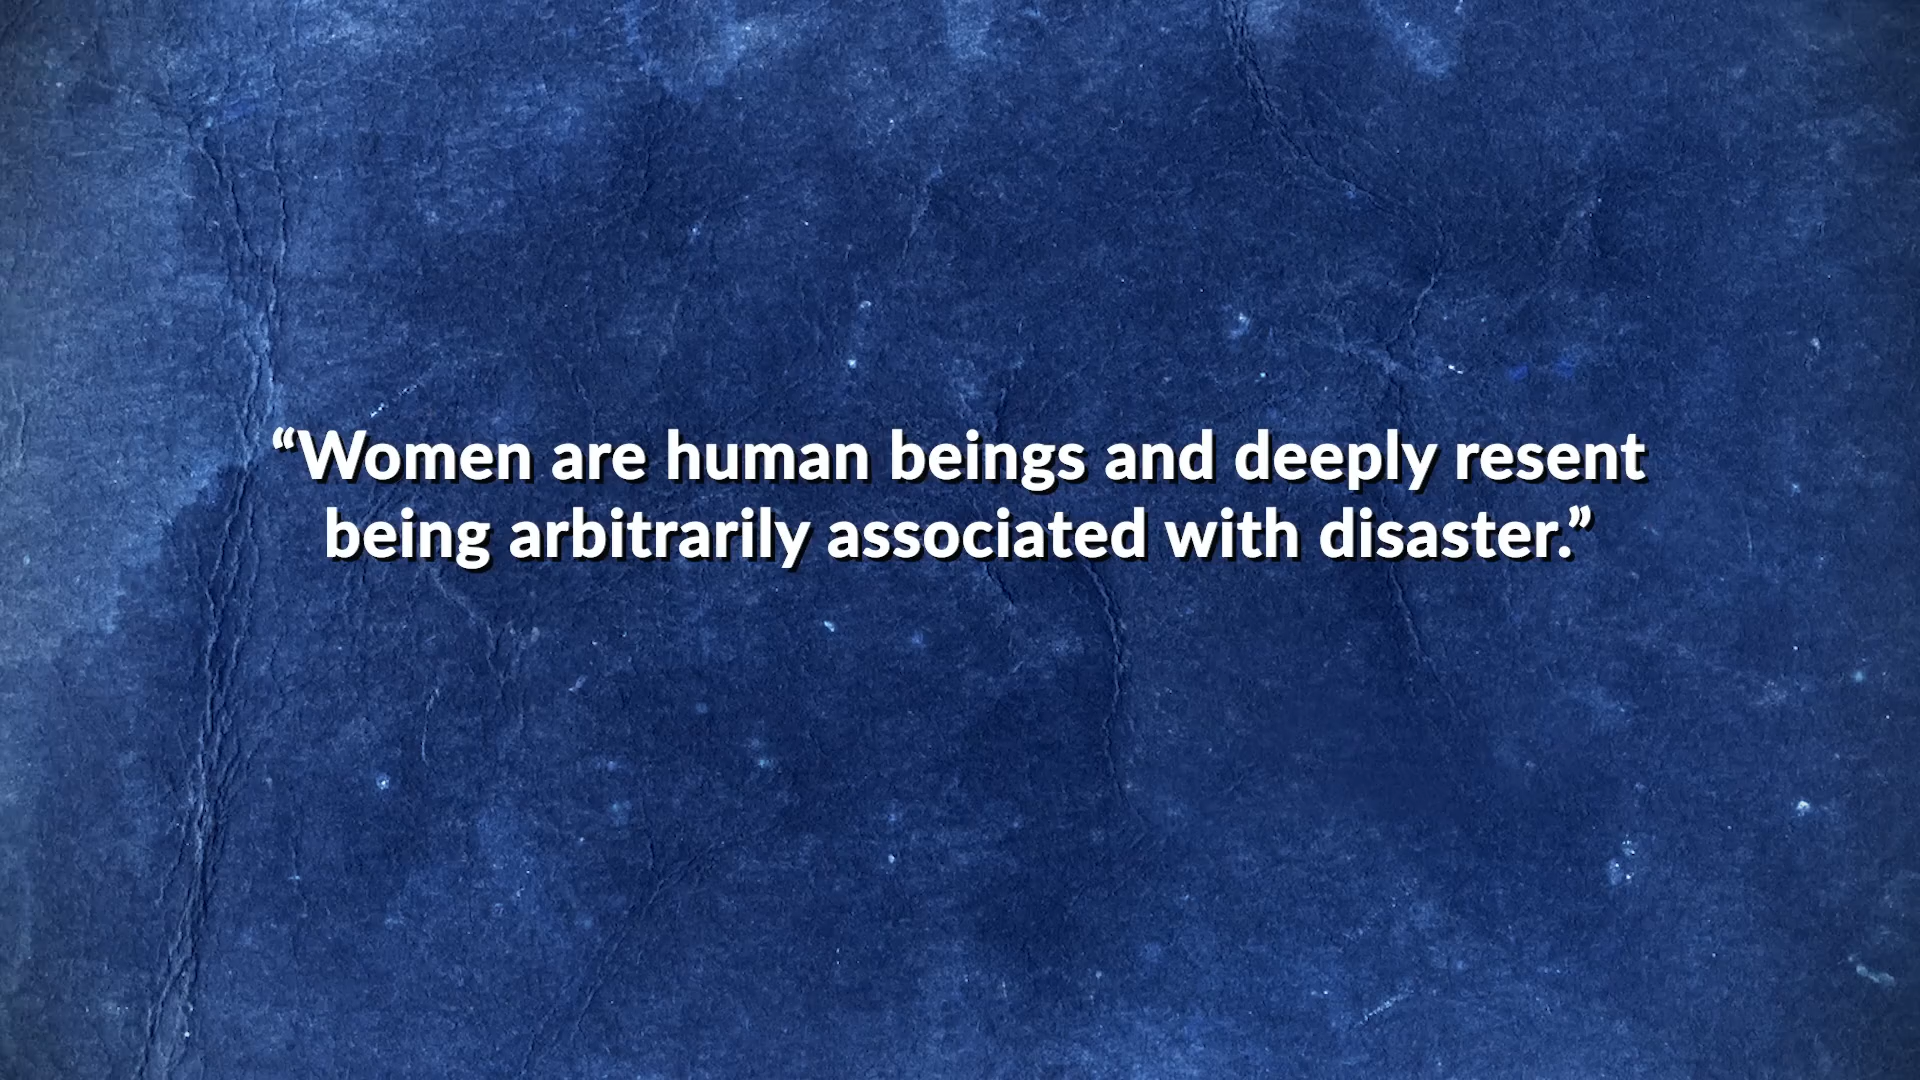 “Women are human beings and deeply resent
being arbitrarily associated with disaster.”